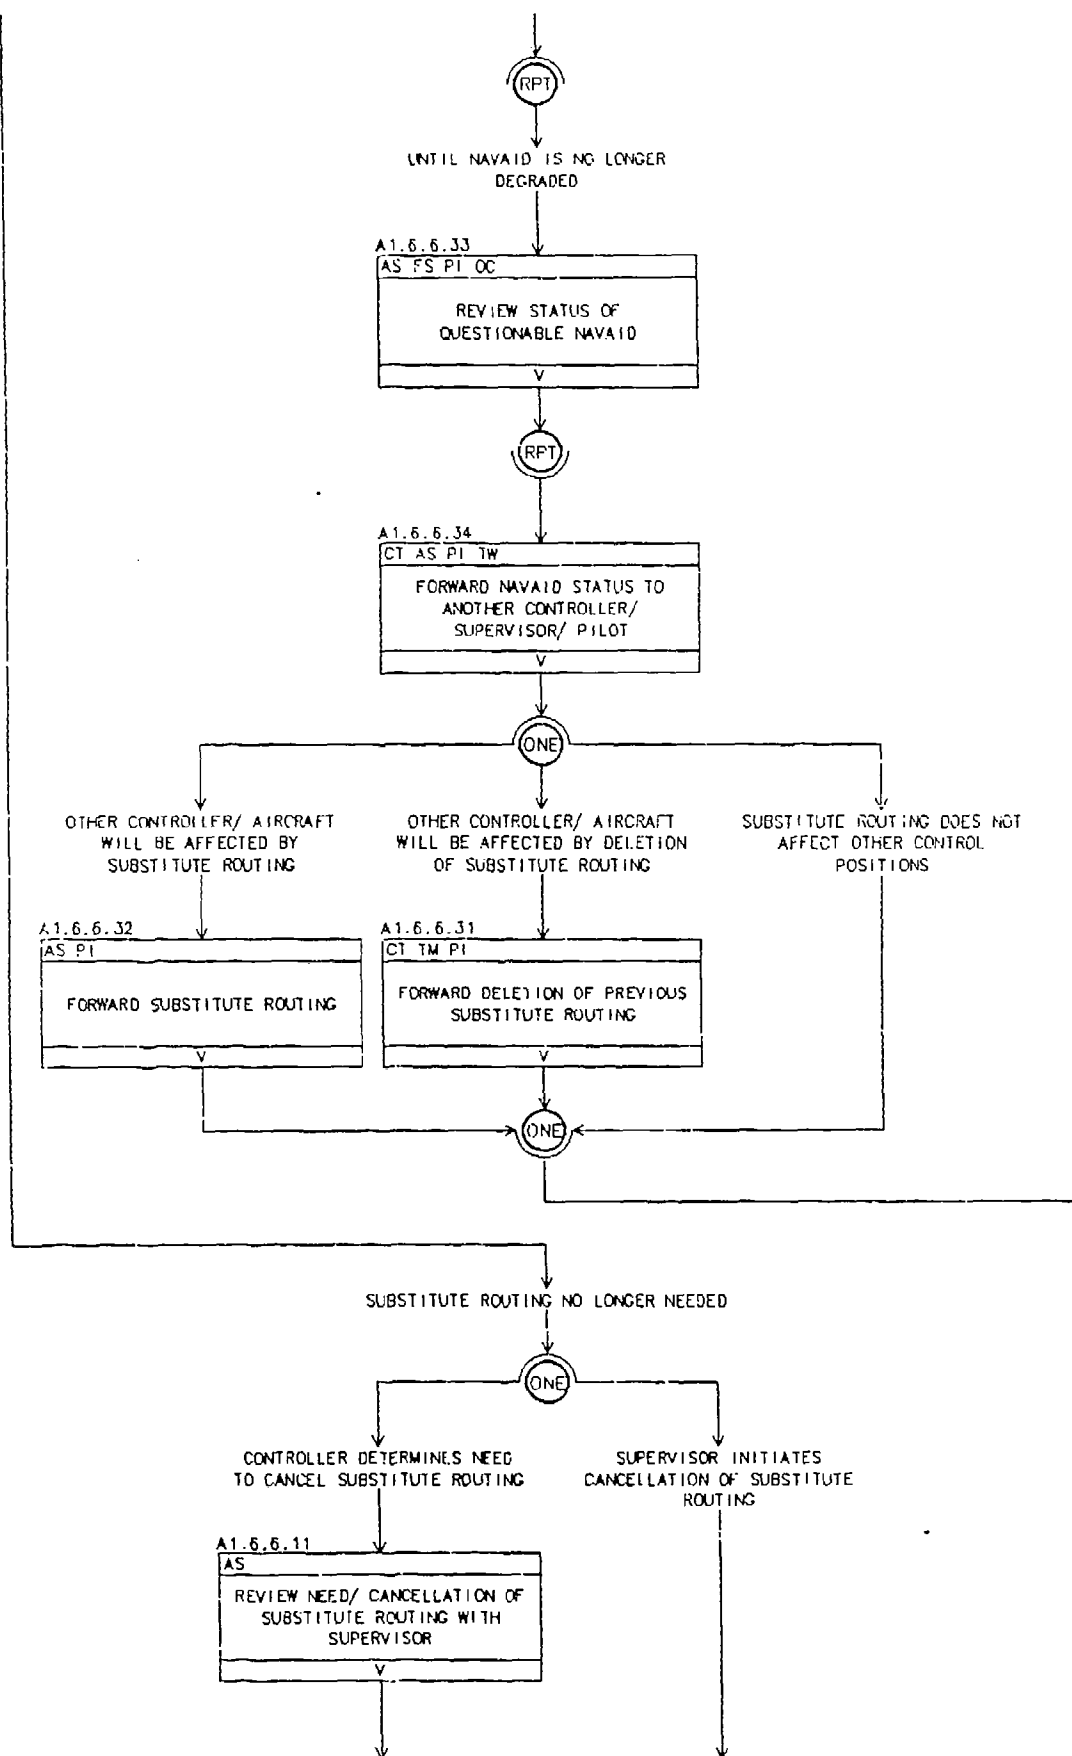 RPT
UNTIL NAVAID IS NO LONGER
DEGRADED
A1.6.6.33
AS FS PI OC
REVIEW STATUS OF
QUESTIONABLE NAVAID
V
RPT
A1.6.6.34
CT AS PI TW
FORWARD NAVAID STATUS TO
ANOTHER CONTROLLER/
SUPERVISOR/ PILOT
V
ONE
OTHER CONTROLLER/ AIRCRAFT
WILL BE AFFECTED BY
SUBSTITUTE ROUTING
OTHER CONTROLLER/ AIRCRAFT
WILL BE AFFECTED BY DELETION
OF SUBSTITUTE ROUTING
SUBSTITUTE ROUTING DOES NOT
AFFECT OTHER CONTROL
POSITIONS
A1.6.6.32
AS PI
FORWARD SUBSTITUTE ROUTING
V
A1.6.6.31
CT TM PI
FORWARD DELETION OF PREVIOUS
SUBSTITUTE ROUTING
V
ONE
SUBSTITUTE ROUTING NO LONGER NEEDED
ONE
CONTROLLER DETERMINES NEED
TO CANCEL SUBSTITUTE ROUTING
SUPERVISOR INITIATES
CANCELLATION OF SUBSTITUTE
ROUTING
A1.6.6.11
AS
REVIEW NEED/ CANCELLATION OF
SUBSTITUTE ROUTING WITH
SUPERVISOR
V